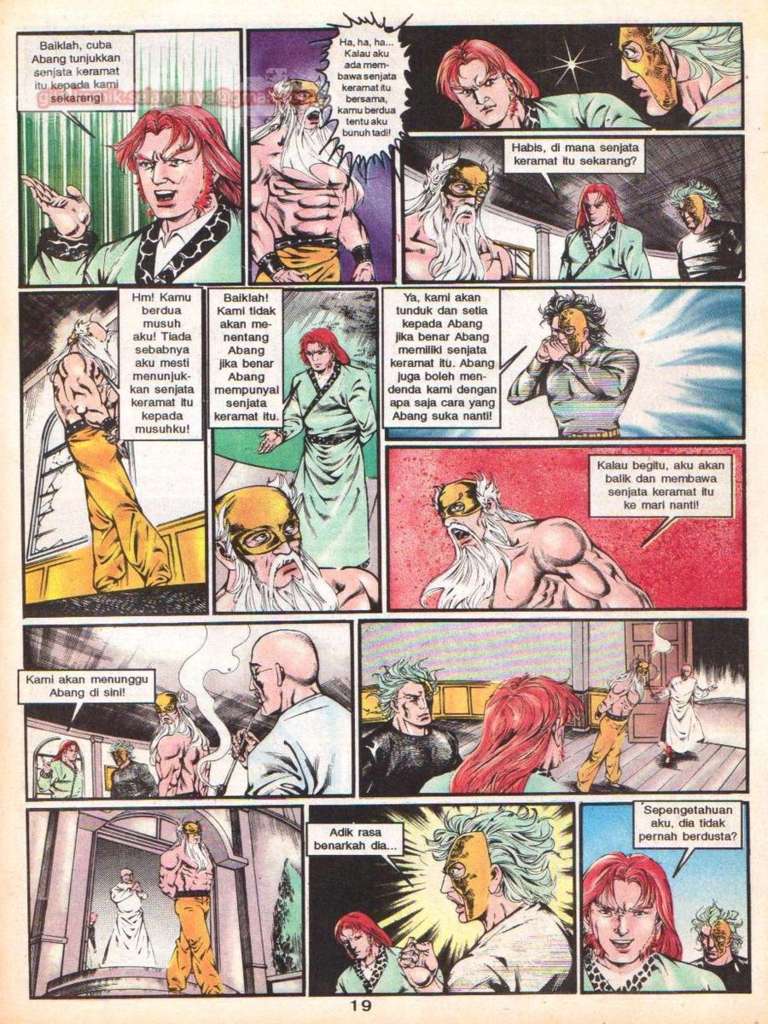 Baiklah, cuba
Abang tunjukkan
senjata keramat
itu kepada kami
sekarang!
Ha, ha, ha...
Kalau aku
ada mem-
bawa senjata
keramat itu
bersama,
kamu berdua
tentu aku
bunuh tadi!
Habis, di mana senjata
keramat itu sekarang?
Hm! Kamu
berdua
musuh
aku! Tiada
sebabnya
aku mesti
menunjuk-
kan senjata
keramat itu
kepada
musuhku!
Baiklah!
Kami tidak
akan me-
nentang
Abang
jika benar
Abang
mempunyai
senjata
keramat itu.
Ya, kami akan
tunduk dan setia
kepada Abang
jika benar Abang
memiliki senjata
keramat itu. Abang
juga boleh men-
denda kami dengan
apa saja cara yang
Abang suka nanti!
Kalau begitu, aku akan
balik dan membawa
senjata keramat itu
ke mari nanti!
Kami akan menunggu
Abang di sini!
Adik rasa
benarkah dia...
Sepengetahuan
aku, dia tidak
pernah berdusta?
19